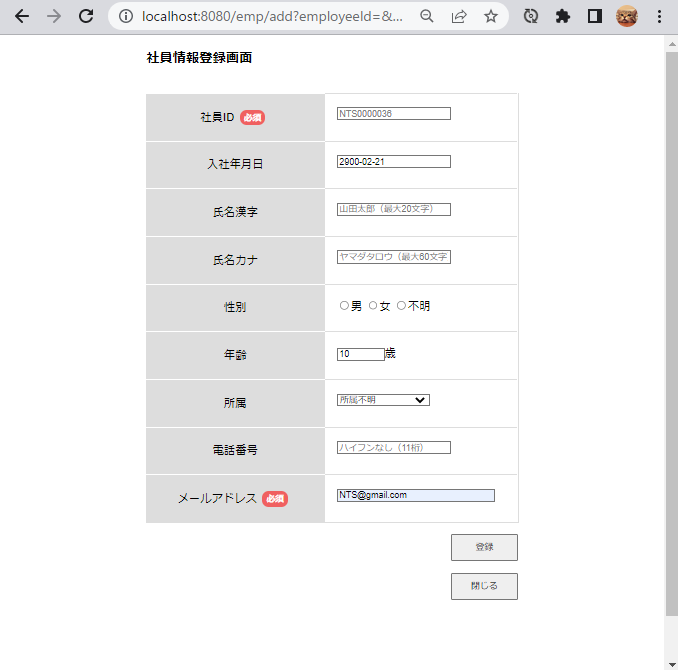 localhost:8080/emp/add?employeeId=&...
社員情報登録画面
社員ID 必須 NTS0000036
入社年月日 2900-02-21
氏名漢字 山田太郎（最大20文字）
氏名カナ ヤマダタロウ（最大60文字
性別 男 女 不明
年齢 10 歳
所属 所属不明
電話番号 ハイフンなし（11桁）
メールアドレス 必須 NTS@gmail.com
登録
閉じる